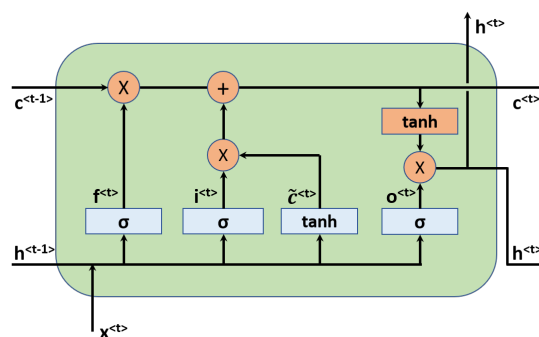 h<t>
X
+
c<t-1>
c<t>
tanh
X
X
f<t>
i<t>
c̃<t>
o<t>
σ
σ
tanh
σ
h<t-1>
h<t>
x<t>